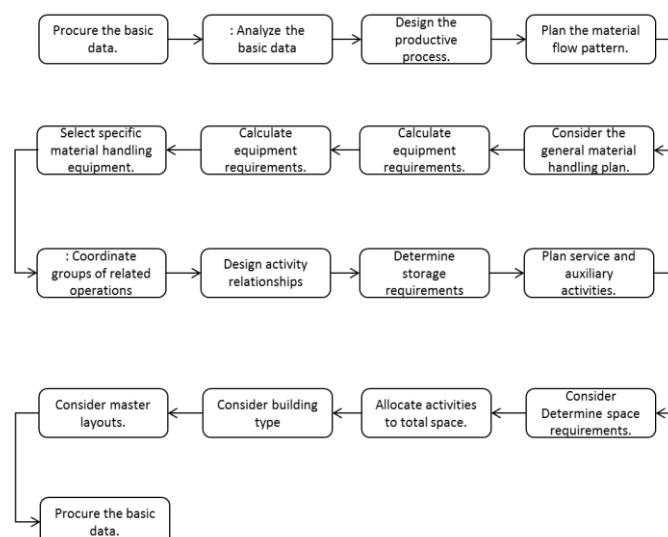 Procure the basic
data.
: Analyze the
basic data
Design the
productive
process.
Plan the material
flow pattern.
Consider the
general material
handling plan.
Calculate
equipment
requirements.
Calculate
equipment
requirements.
Select specific
material handling
equipment.
: Coordinate
groups of related
operations
Design activity
relationships
Determine
storage
requirements
Plan service and
auxiliary
activities.
Consider
Determine space
requirements.
Allocate activities
to total space.
Consider building
type
Consider master
layouts.
Procure the basic
data.